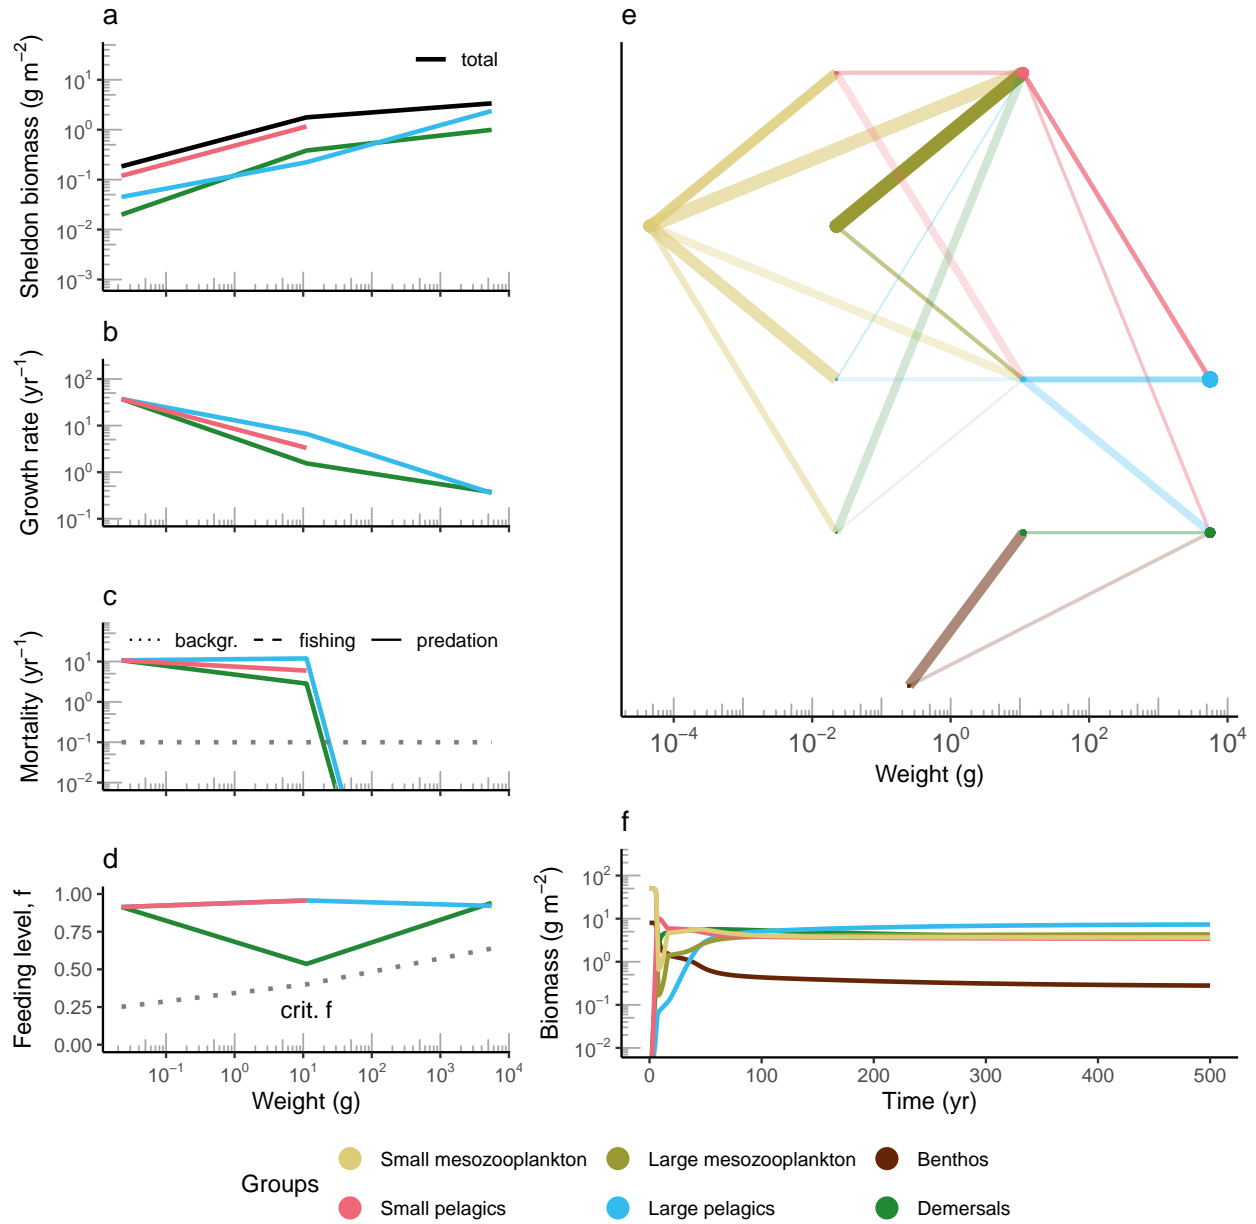 a
Sheldon biomass (g m⁻²)
10¹
10⁰
10⁻¹
10⁻²
10⁻³
total
b
Growth rate (yr⁻¹)
10²
10¹
10⁰
10⁻¹
c
Mortality (yr⁻¹)
10¹
10⁰
10⁻¹
10⁻²
backgr. fishing predation
d
Feeding level, f
1.00
0.75
0.50
0.25
0.00
crit. f
10⁻¹ 10⁰ 10¹ 10² 10³ 10⁴
Weight (g)
e
10⁻⁴ 10⁻² 10⁰ 10² 10⁴
Weight (g)
f
Biomass (g m⁻²)
10²
10¹
10⁰
10⁻¹
10⁻²
0 100 200 300 400 500
Time (yr)
Groups
Small mesozooplankton Large mesozooplankton Benthos
Small pelagics Large pelagics Demersals